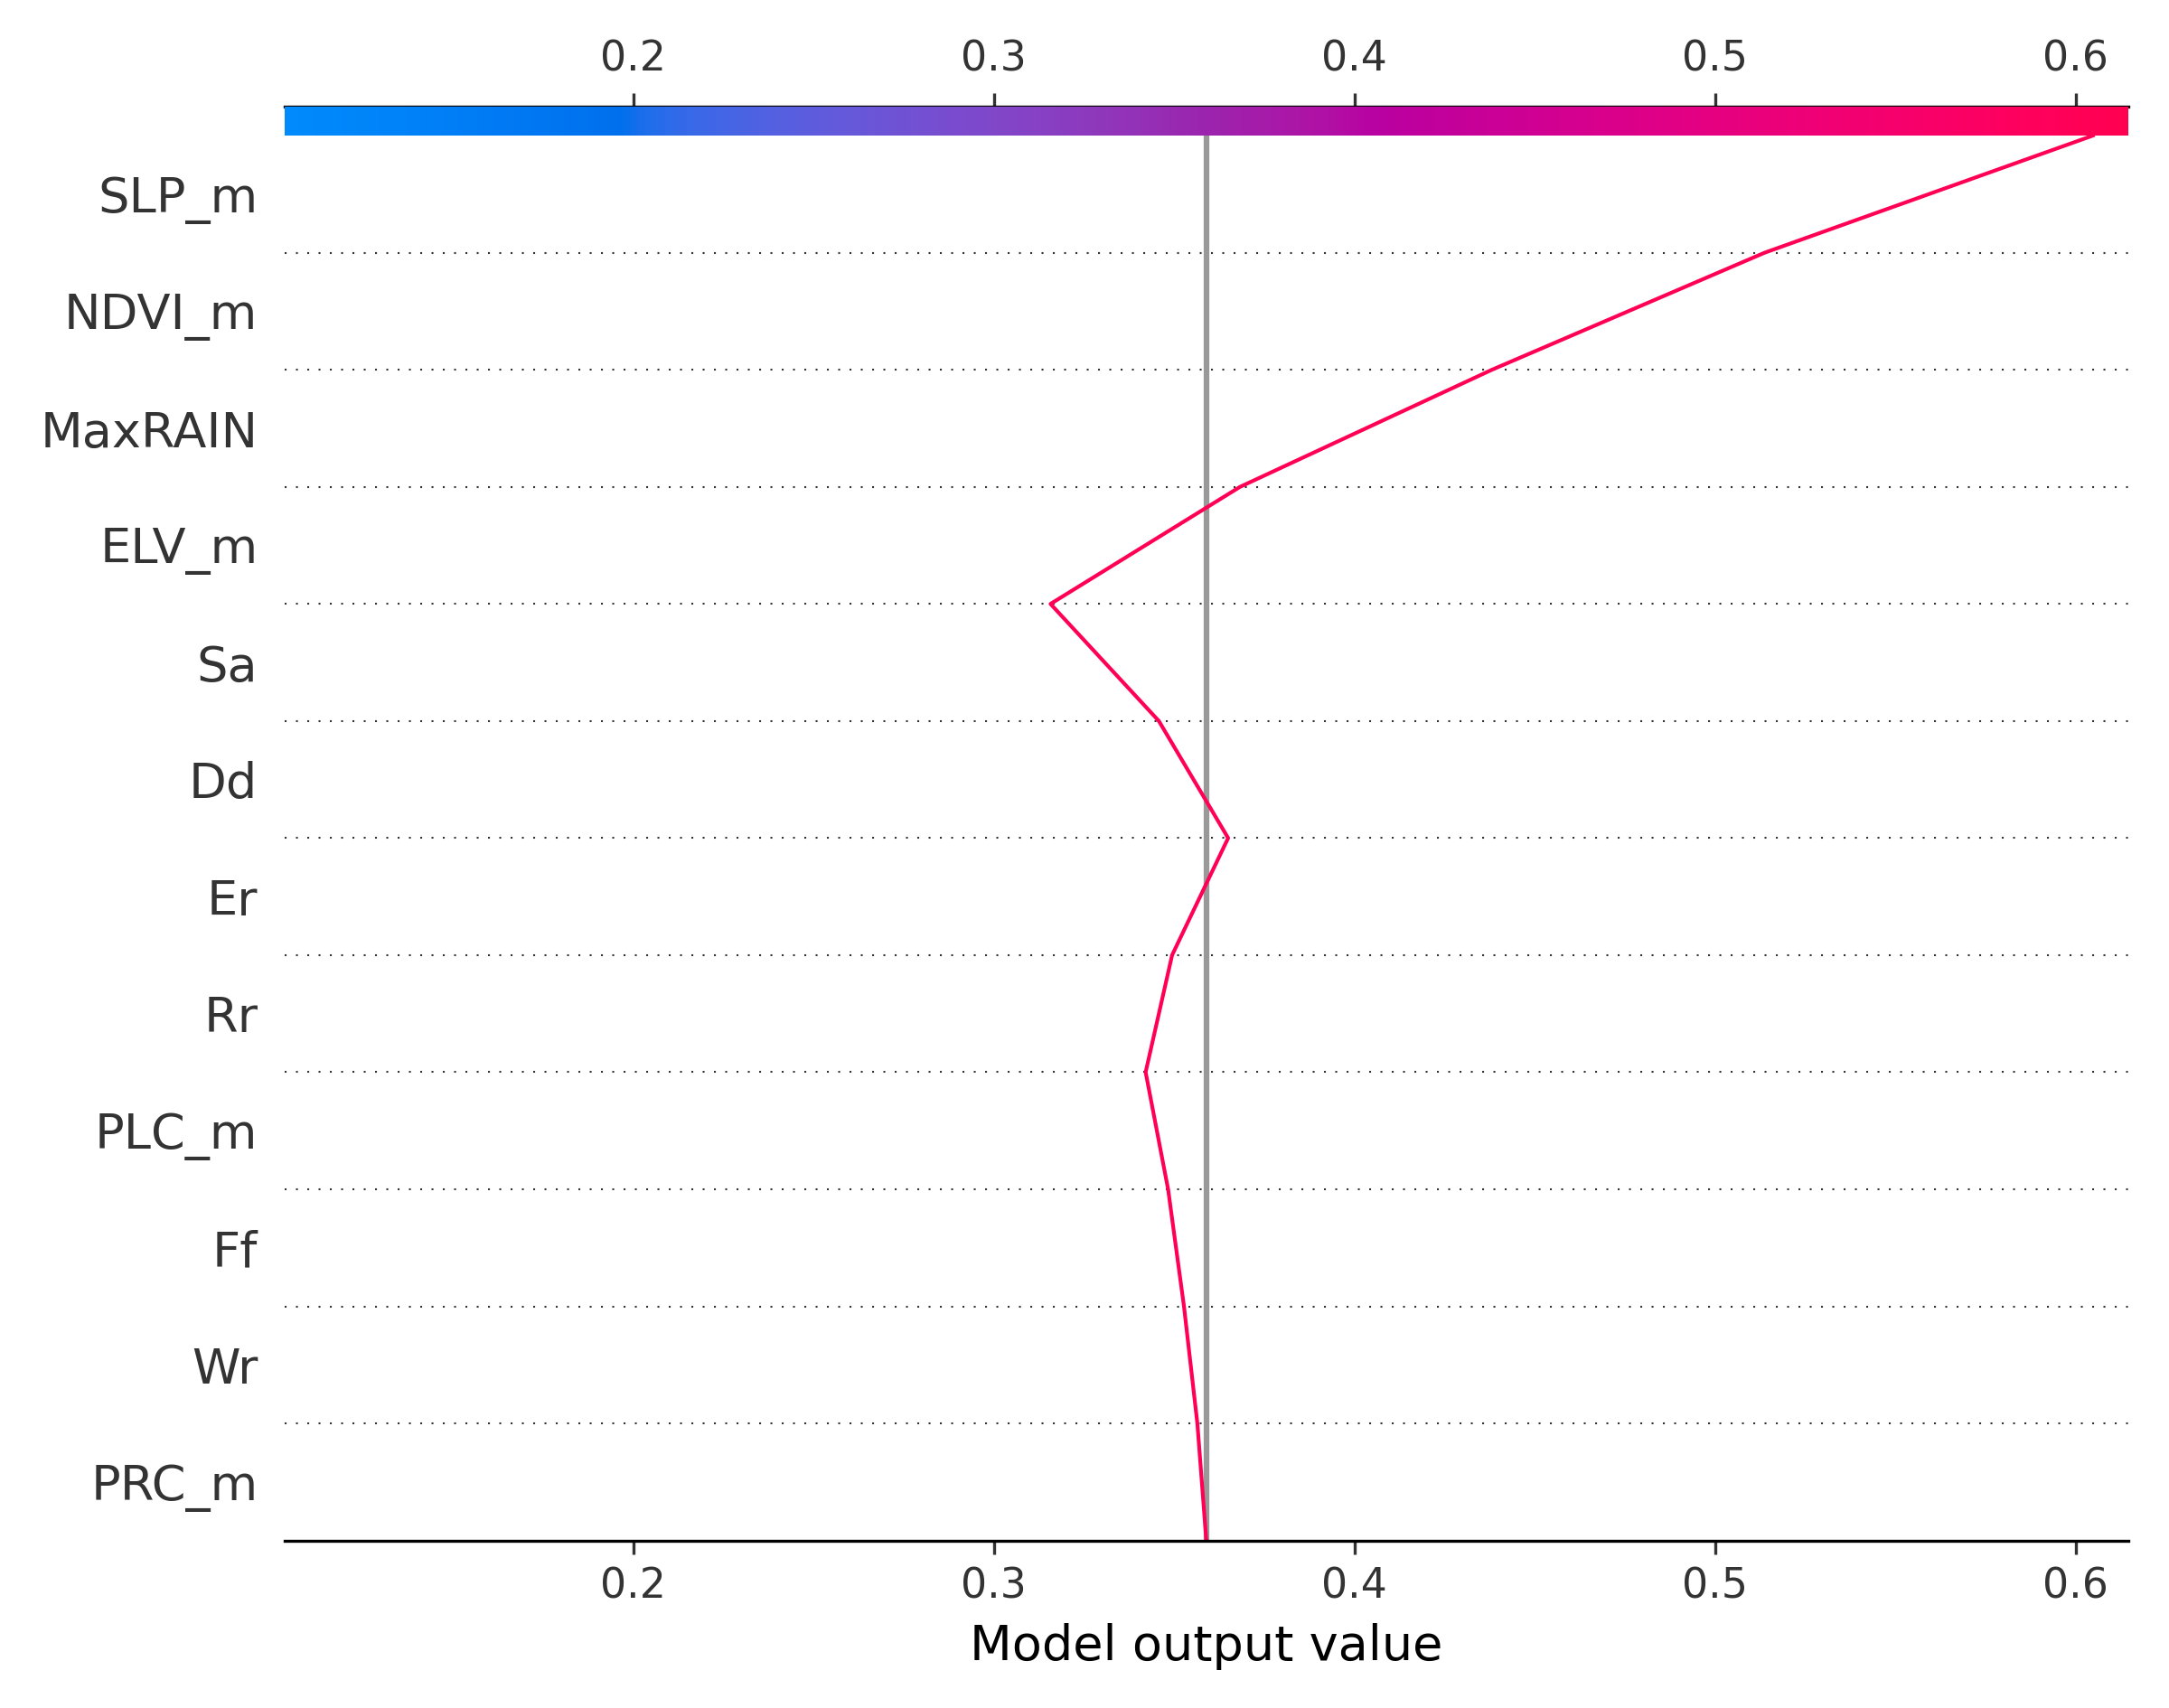 0.2 0.3 0.4 0.5 0.6
SLP_m
NDVI_m
MaxRAIN
ELV_m
Sa
Dd
Er
Rr
PLC_m
Ff
Wr
PRC_m
0.2 0.3 0.4 0.5 0.6
Model output value